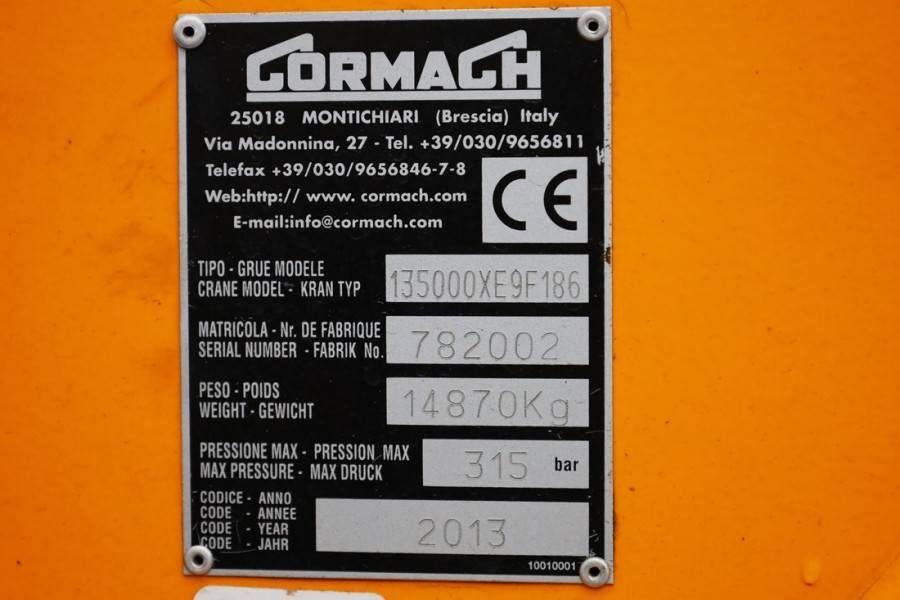 CORMACH
25018 MONTICHIARI (Brescia) Italy
Via Madonnina, 27 - Tel. +39/030/9656811
Telefax +39/030/9656846-7-8
Web:http:// www. cormach.com
E-mail:info@cormach.com
CE
TIPO - GRUE MODELE
CRANE MODEL - KRAN TYP
135000XE9F186
MATRICOLA - Nr. DE FABRIQUE
SERIAL NUMBER - FABRIK No.
782002
PESO - POIDS
WEIGHT - GEWICHT
14870Kg
PRESSIONE MAX - PRESSION MAX
MAX PRESSURE - MAX DRUCK
315 bar
CODICE - ANNO
CODE - ANNEE
CODE - YEAR
CODE - JAHR
2013
10010001